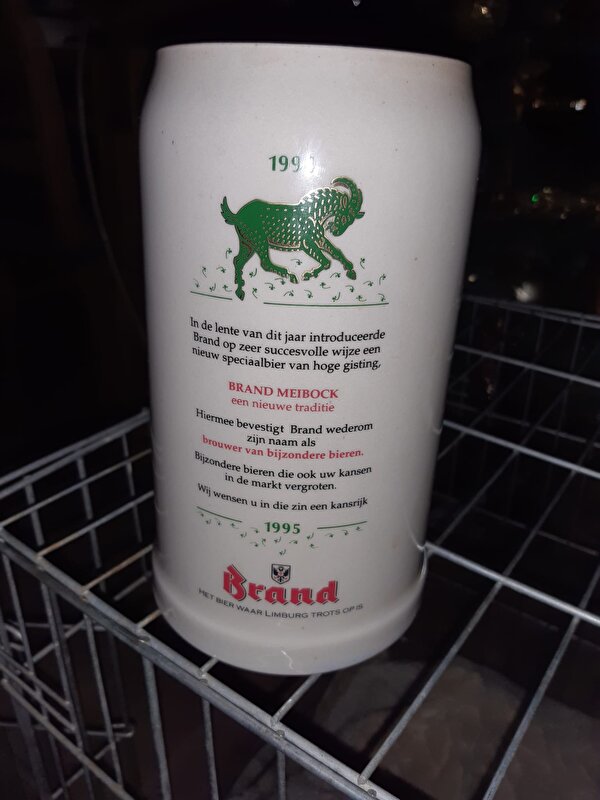 In de lente van dit jaar introduceerde
Brand op zeer succesvolle wijze een
nieuw speciaalbier van hoge gisting,
BRAND MEIBOCK
een nieuwe traditie
Hiermee bevestigt Brand wederom
zijn naam als
brouwer van bijzondere bieren.
Bijzondere bieren die ook uw kansen
in de markt vergroten.
Wij wensen u in die zin een kansrijk
1995
Brand
HET BIER WAAR LIMBURG TROTS OP IS